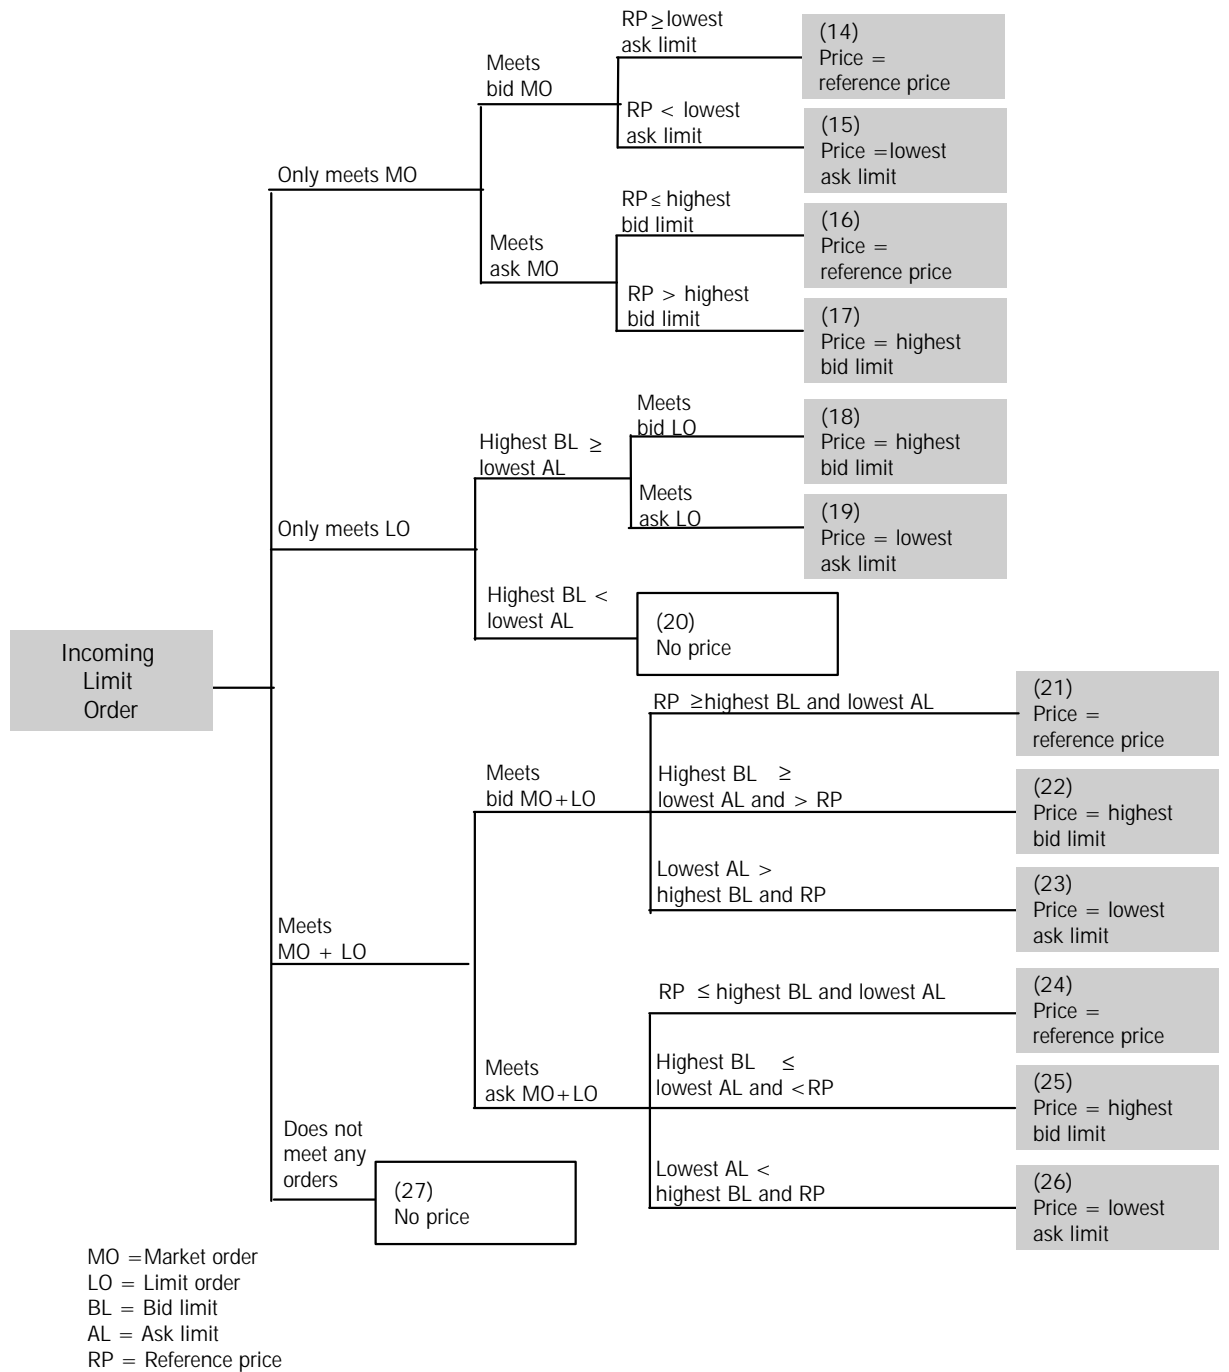 RP ≥ lowest
ask limit
(14)
Price =
reference price
Meets
bid MO
RP < lowest
ask limit
(15)
Price =lowest
ask limit
Only meets MO
RP ≤ highest
bid limit
(16)
Price =
reference price
Meets
ask MO
RP > highest
bid limit
(17)
Price = highest
bid limit
Meets
bid LO
(18)
Price = highest
bid limit
Highest BL ≥
lowest AL
Meets
ask LO
(19)
Price = lowest
ask limit
Only meets LO
Highest BL <
lowest AL
(20)
No price
Incoming
Limit
Order
RP ≥highest BL and lowest AL
(21)
Price =
reference price
Meets
bid MO+LO
Highest BL ≥
lowest AL and > RP
(22)
Price = highest
bid limit
Lowest AL >
highest BL and RP
(23)
Price = lowest
ask limit
Meets
MO + LO
RP ≤ highest BL and lowest AL
(24)
Price =
reference price
Meets
ask MO+LO
Highest BL ≤
lowest AL and <RP
(25)
Price = highest
bid limit
Lowest AL <
highest BL and RP
(26)
Price = lowest
ask limit
Does not
meet any
orders
(27)
No price
MO =Market order
LO = Limit order
BL = Bid limit
AL = Ask limit
RP = Reference price